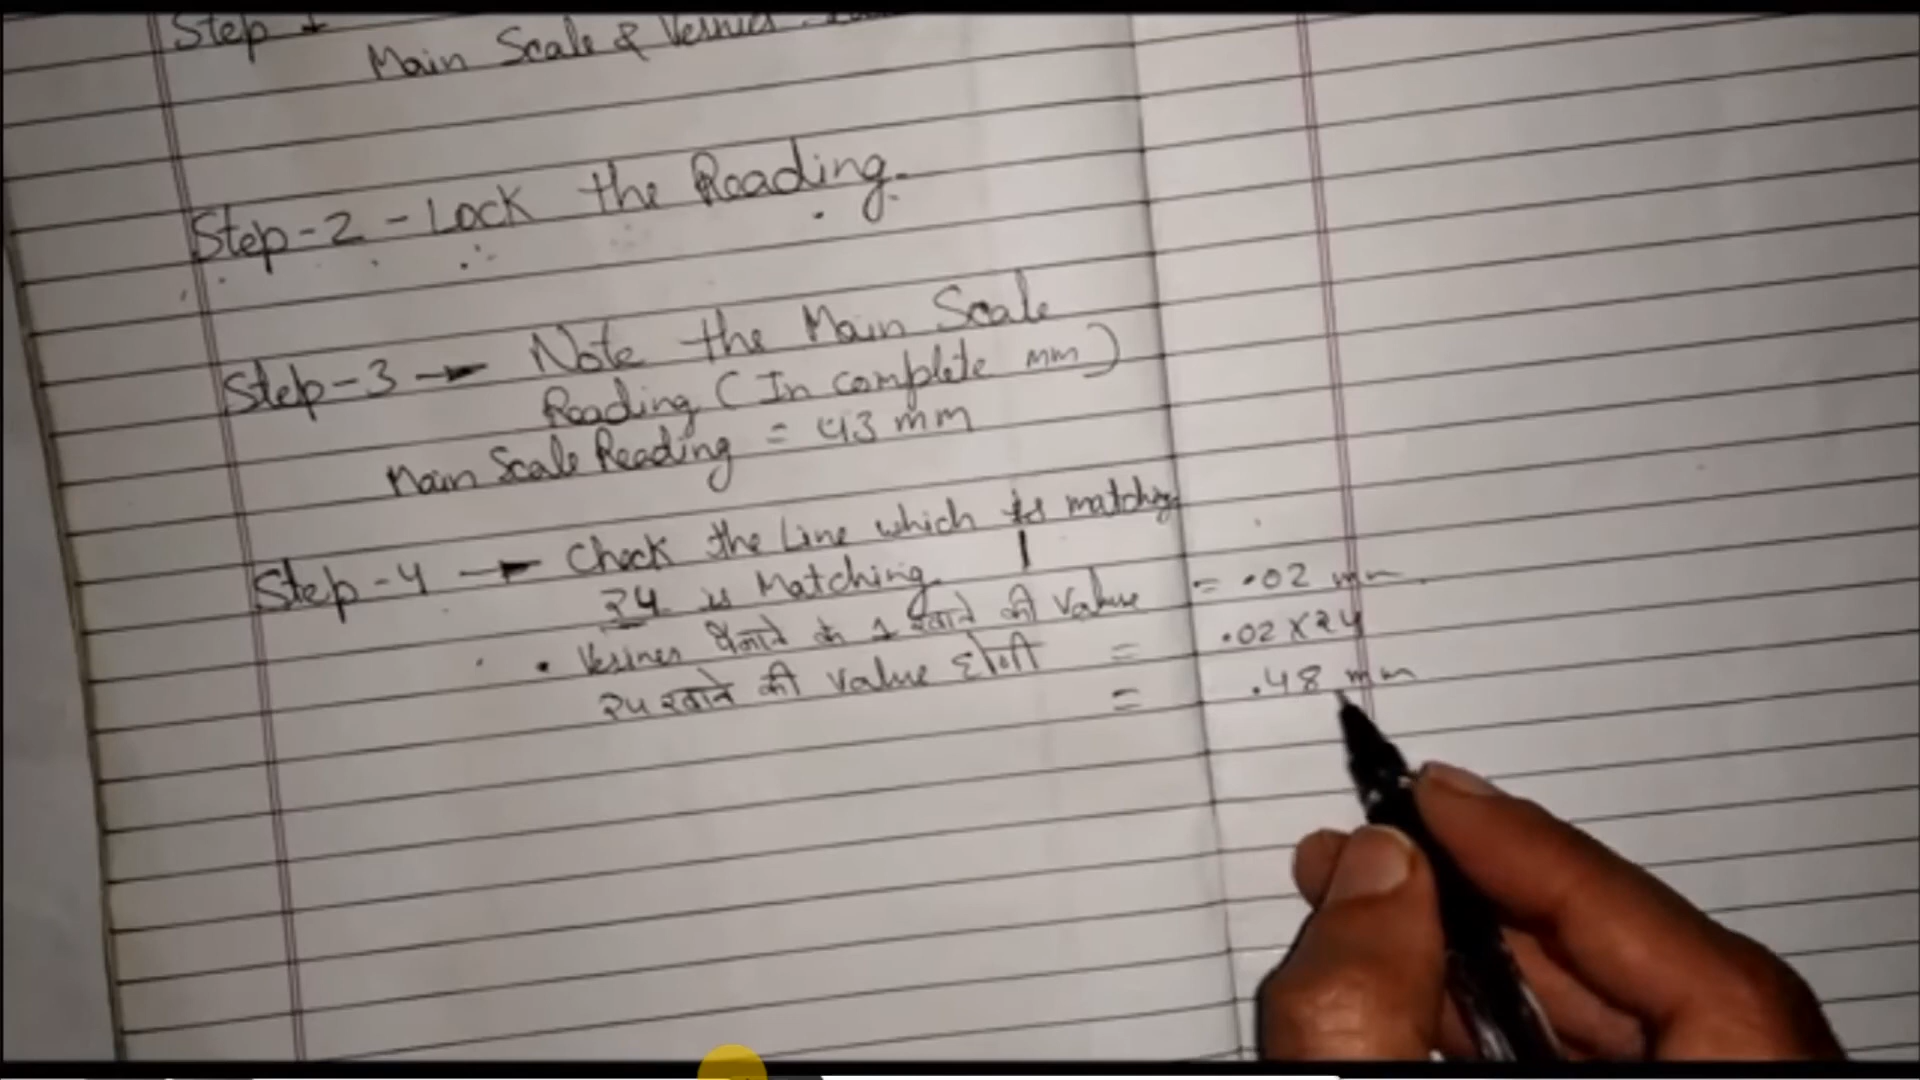 Step
Main Scale & Vernier
Step-2 - Lock the Reading.
Step-3 → Note the Main Scale
Reading (In complete mm)
Main Scale Reading = 43 mm
Step-4 → Check the Line which is matching
24 is Matching.
• Vesiner पैमाने के 1 खाने की Value = .02 mm
24 खाने की Value होगी = .02 X 24
= .48 mm